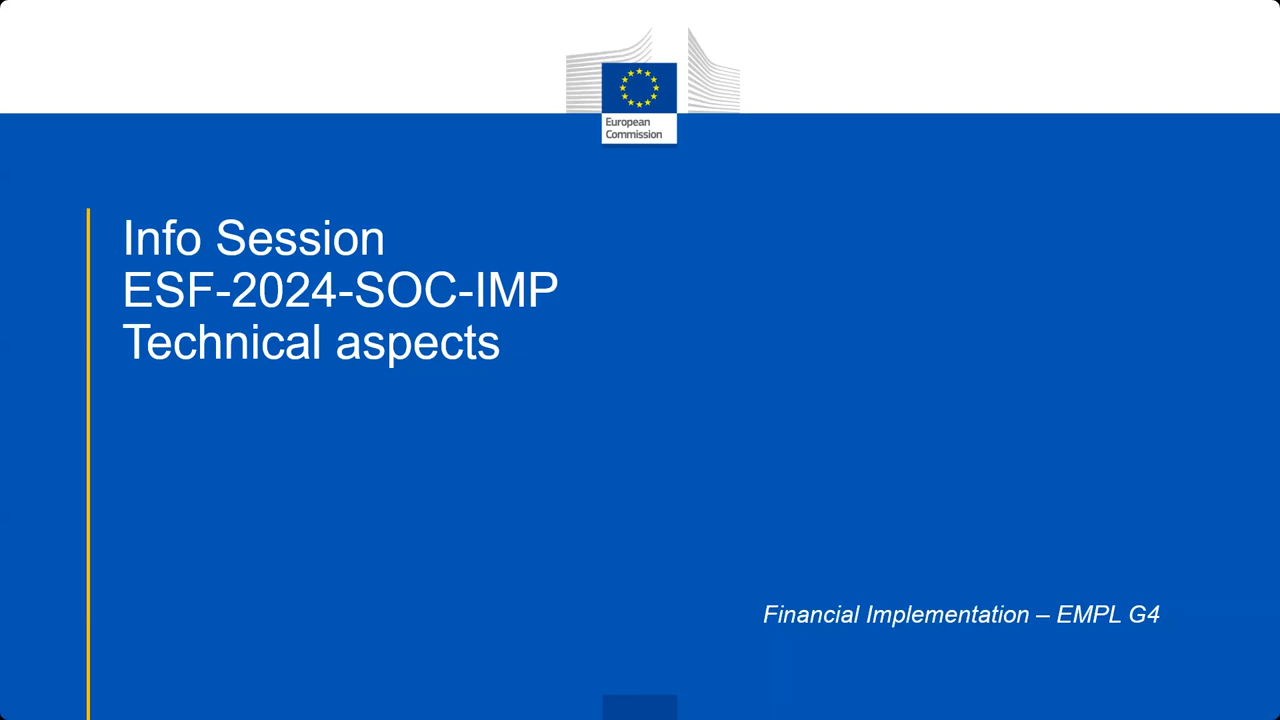 European
Commission
Info Session
ESF-2024-SOC-IMP
Technical aspects
Financial Implementation – EMPL G4